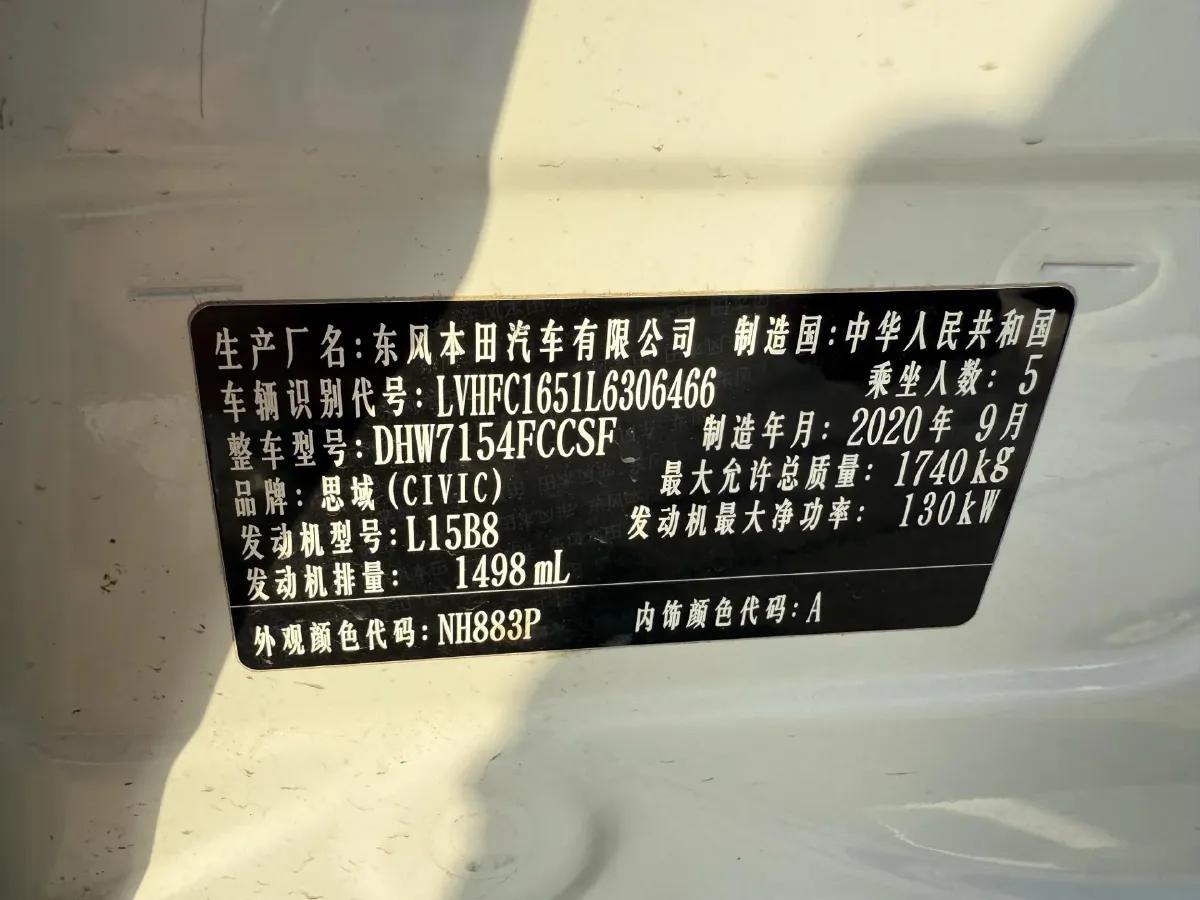 生产厂名:东风本田汽车有限公司 制造国:中华人民共和国
车辆识别代号:LVHFC1651L6306466 乘坐人数:5
整车型号:DHW7154FCCSF 制造年月:2020年 9月
品牌:思域(CIVIC) 最大允许总质量:1740kg
发动机型号:L15B8 发动机最大净功率:130kW
发动机排量: 1498mL
外观颜色代码:NH883P 内饰颜色代码:A